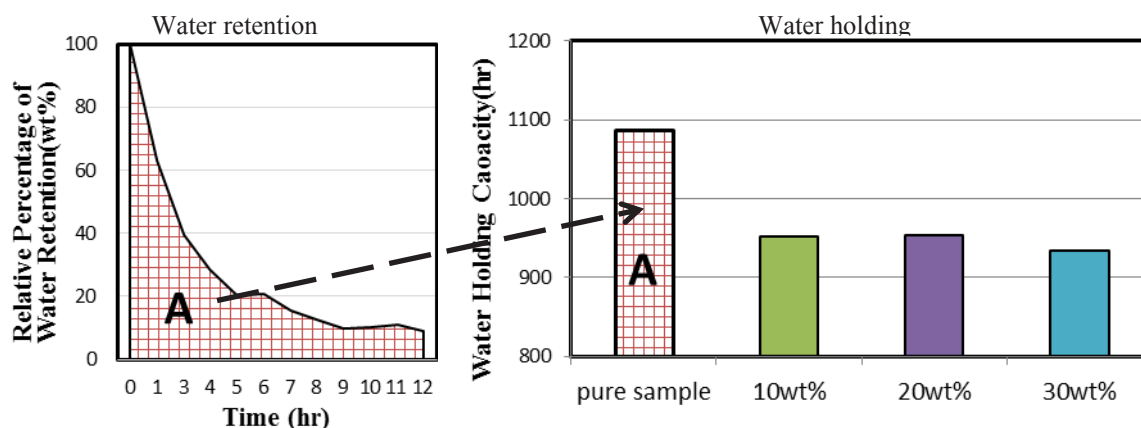 Water retention
Relative Percentage of
Water Retention(wt%)
100
80
60
40
20
0
A
0 1 3 4 5 6 7 8 9 10 11 12
Time (hr)
Water holding
Water Holding Caoacity(hr)
1200
1100
1000
900
800
A
pure sample 10wt% 20wt% 30wt%